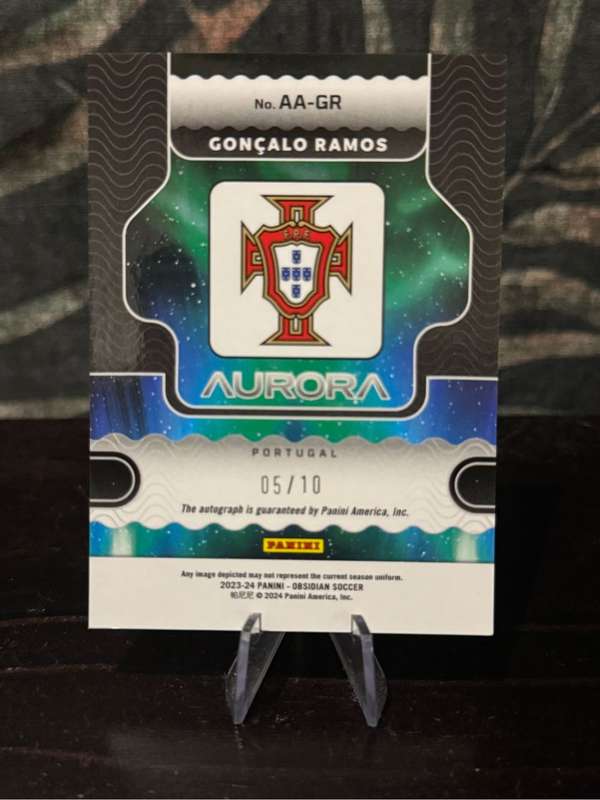 No. AA-GR
GONÇALO RAMOS
F.P.F.
AURORA
PORTUGAL
05/10
The autograph is guaranteed by Panini America, Inc.
PANINI
Any image depicted may not represent the current season uniform.
2023-24 PANINI - OBSIDIAN SOCCER
帕尼尼 © 2024 Panini America, Inc.